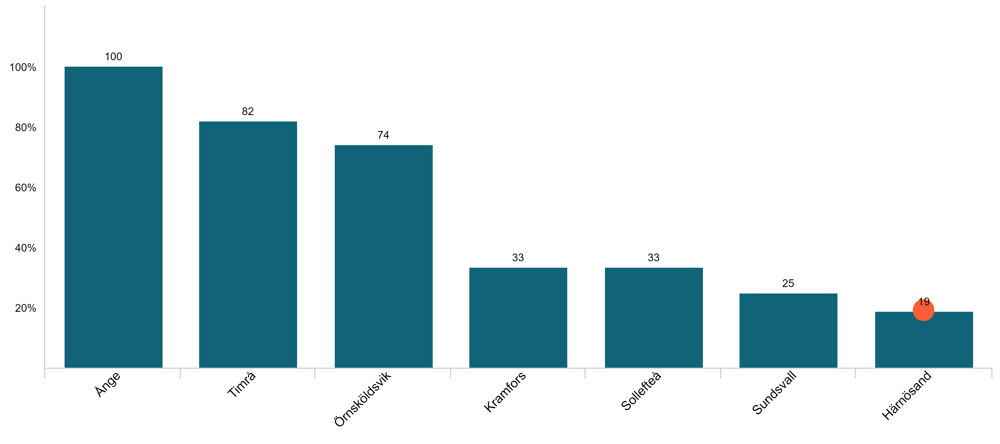 100%
80%
60%
40%
20%
100
82
74
33
33
25
19
Ånge
Timrå
Örnsköldsvik
Kramfors
Sollefteå
Sundsvall
Härnösand